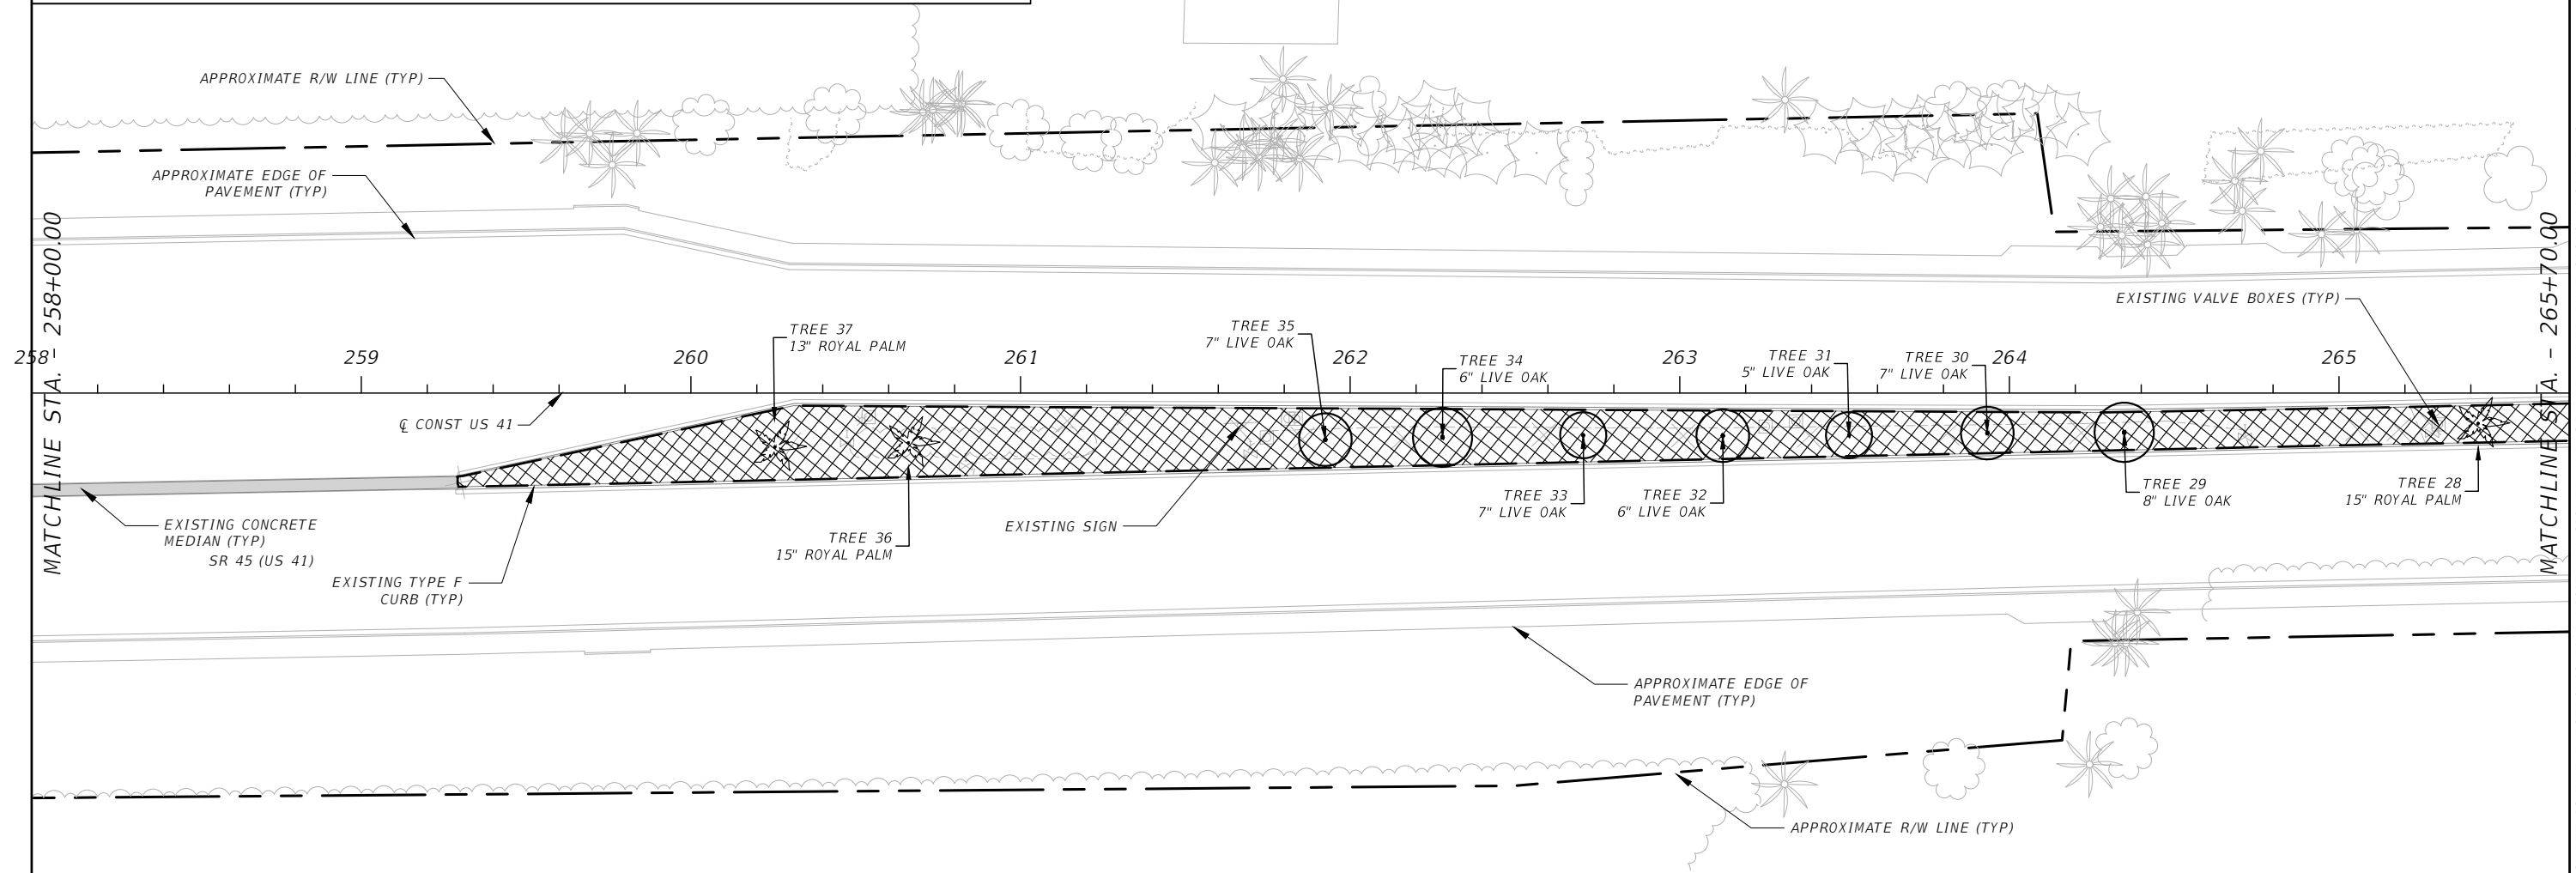 APPROXIMATE R/W LINE (TYP)
APPROXIMATE EDGE OF
PAVEMENT (TYP)
MATCHLINE STA. - 258+00.00
EXISTING VALVE BOXES (TYP)
MATCHLINE STA. - 265+70.00
TREE 37
13" ROYAL PALM
TREE 35
7" LIVE OAK
TREE 34
6" LIVE OAK
TREE 31
5" LIVE OAK
TREE 30
7" LIVE OAK
258
259
260
261
262
263
264
265
℄ CONST US 41
EXISTING CONCRETE
MEDIAN (TYP)
SR 45 (US 41)
EXISTING TYPE F
CURB (TYP)
TREE 36
15" ROYAL PALM
EXISTING SIGN
TREE 33
7" LIVE OAK
TREE 32
6" LIVE OAK
TREE 29
8" LIVE OAK
TREE 28
15" ROYAL PALM
APPROXIMATE EDGE OF
PAVEMENT (TYP)
APPROXIMATE R/W LINE (TYP)